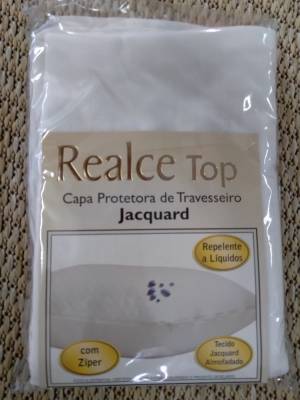 Realce Top
Capa Protetora de Travesseiro
Jacquard
Repelente
a Líquidos
com
Zíper
Tecido
Jacquard
Almofadado